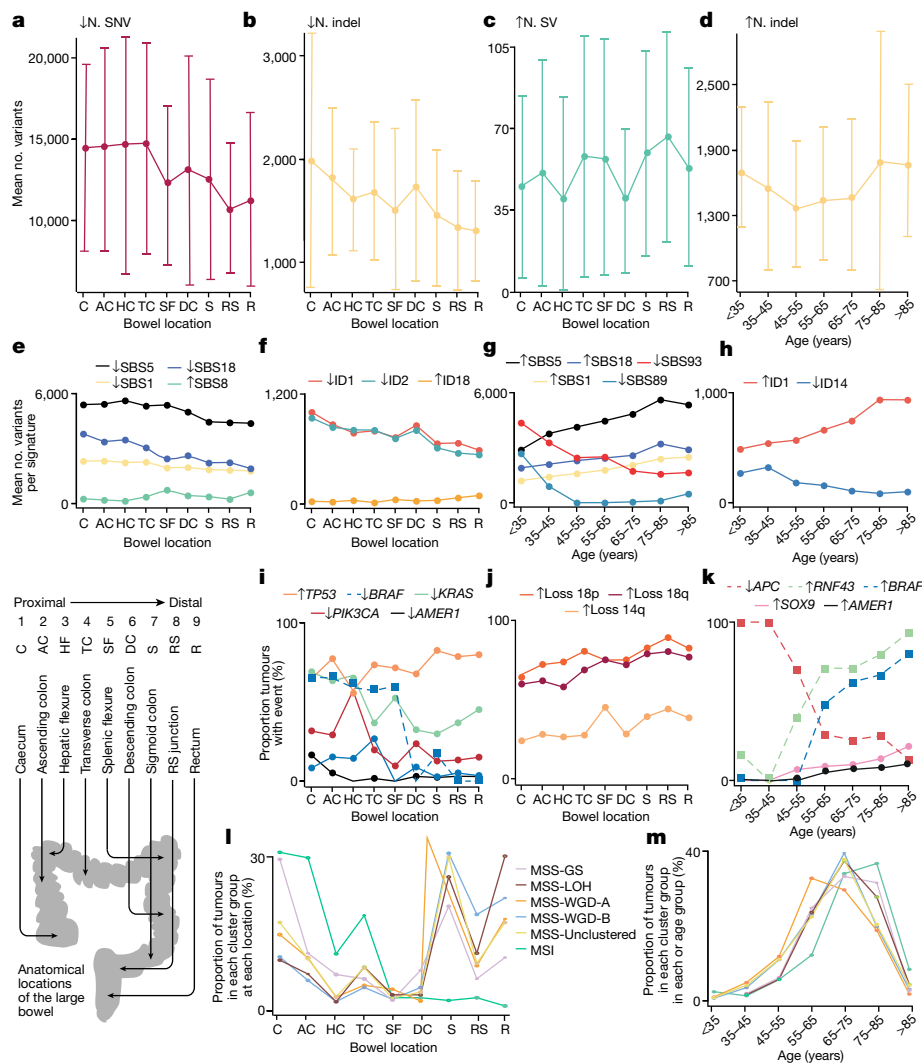 a
↓N. SNV
Mean no. variants
20,000
15,000
10,000
C AC HC TC SF DC S RS R
Bowel location
b
↓N. indel
3,000
2,000
1,000
C AC HC TC SF DC S RS R
Bowel location
c
↑N. SV
105
70
35
0
C AC HC TC SF DC S RS R
Bowel location
d
↑N. indel
2,500
1,900
1,300
700
<35 35–45 45–55 55–65 65–75 75–85 >85
Age (years)
e
↓SBS5 ↓SBS18
↓SBS1 ↑SBS8
Mean no. variants
per signature
6,000
0
C AC HC TC SF DC S RS R
Bowel location
f
↓ID1 ↓ID2 ↑ID18
1,200
0
C AC HC TC SF DC S RS R
Bowel location
g
↑SBS5 ↑SBS18 ↓SBS93
↑SBS1 ↓SBS89
6,000
0
<35 35–45 45–55 55–65 65–75 75–85 >85
Age (years)
h
↑ID1 ↓ID14
1,000
0
<35 35–45 45–55 55–65 65–75 75–85 >85
Age (years)
Proximal Distal
1 2 3 4 5 6 7 8 9
C AC HF TC SF DC S RS R
Caecum
Ascending colon
Hepatic flexure
Transverse colon
Splenic flexure
Descending colon
Sigmoid colon
RS junction
Rectum
Anatomical
locations
of the large
bowel
i
↑TP53 ↓BRAF ↓KRAS
↓PIK3CA ↓AMER1
Proportion tumours
with event (%)
100
0
C AC HC TC SF DC S RS R
Bowel location
j
↑Loss 18p ↑Loss 18q
↑Loss 14q
100
0
C AC HC TC SF DC S RS R
Bowel location
k
↓APC ↑RNF43 ↑BRAF
↑SOX9 ↑AMER1
100
0
<35 35–45 45–55 55–65 65–75 75–85 >85
Age (years)
l
Proportion of tumours
in each cluster group
at each location (%)
30
0
C AC HC TC SF DC S RS R
Bowel location
MSS-GS
MSS-LOH
MSS-WGD-A
MSS-WGD-B
MSS-Unclustered
MSI
m
Proportion of tumours
in each cluster group
in each or age group (%)
40
0
<35 35–45 45–55 55–65 65–75 75–85 >85
Age (years)